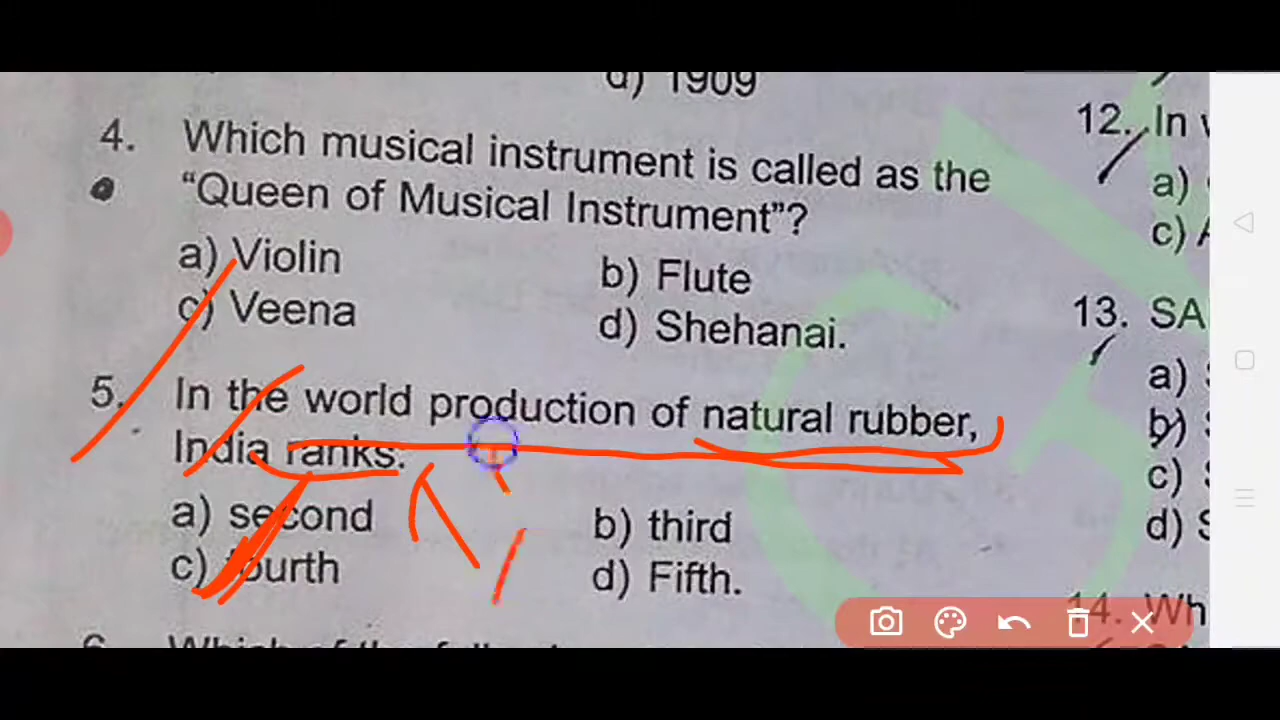 d) 1909
4. Which musical instrument is called as the
"Queen of Musical Instrument"?
a) Violin
b) Flute
c) Veena
d) Shehanai.
5. In the world production of natural rubber,
India ranks.
a) second
b) third
c) fourth
d) Fifth.
12. In
a)
c)
13. SA
a)
b)
c)
d)
14. Wh